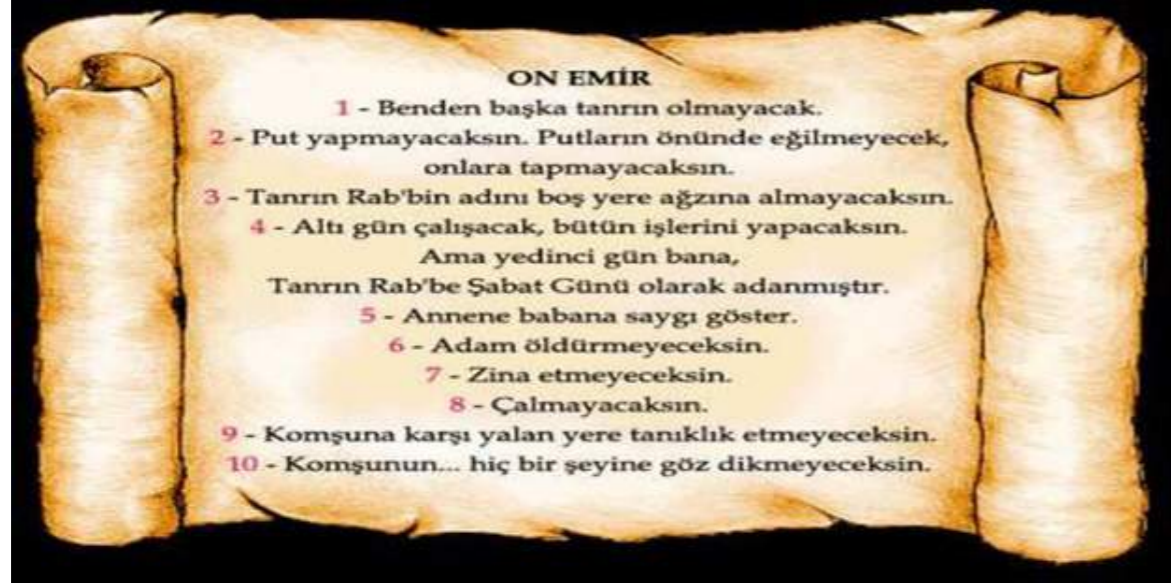 ON EMİR
1 - Benden başka tanrın olmayacak.
2 - Put yapmayacaksın. Putların önünde eğilmeyecek,
onlara tapmayacaksın.
3 - Tanrın Rab'bin adını boş yere ağzına almayacaksın.
4 - Altı gün çalışacak, bütün işlerini yapacaksın.
Ama yedinci gün bana,
Tanrın Rab'be Şabat Günü olarak adanmıştır.
5 - Annene babana saygı göster.
6 - Adam öldürmeyeceksin.
7 - Zina etmeyeceksin.
8 - Çalmayacaksın.
9 - Komşuna karşı yalan yere tanıklık etmeyeceksin.
10 - Komşunun... hiç bir şeyine göz dikmeyeceksin.